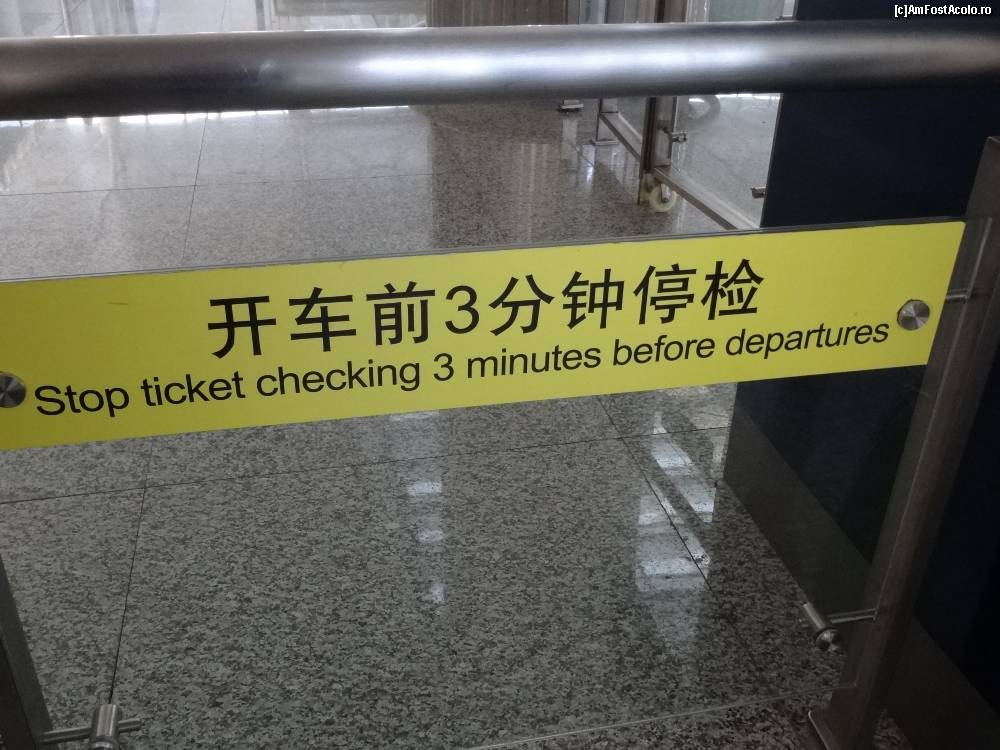 [c]AmFostAcolo.ro
开车前3分钟停检
Stop ticket checking 3 minutes before departures